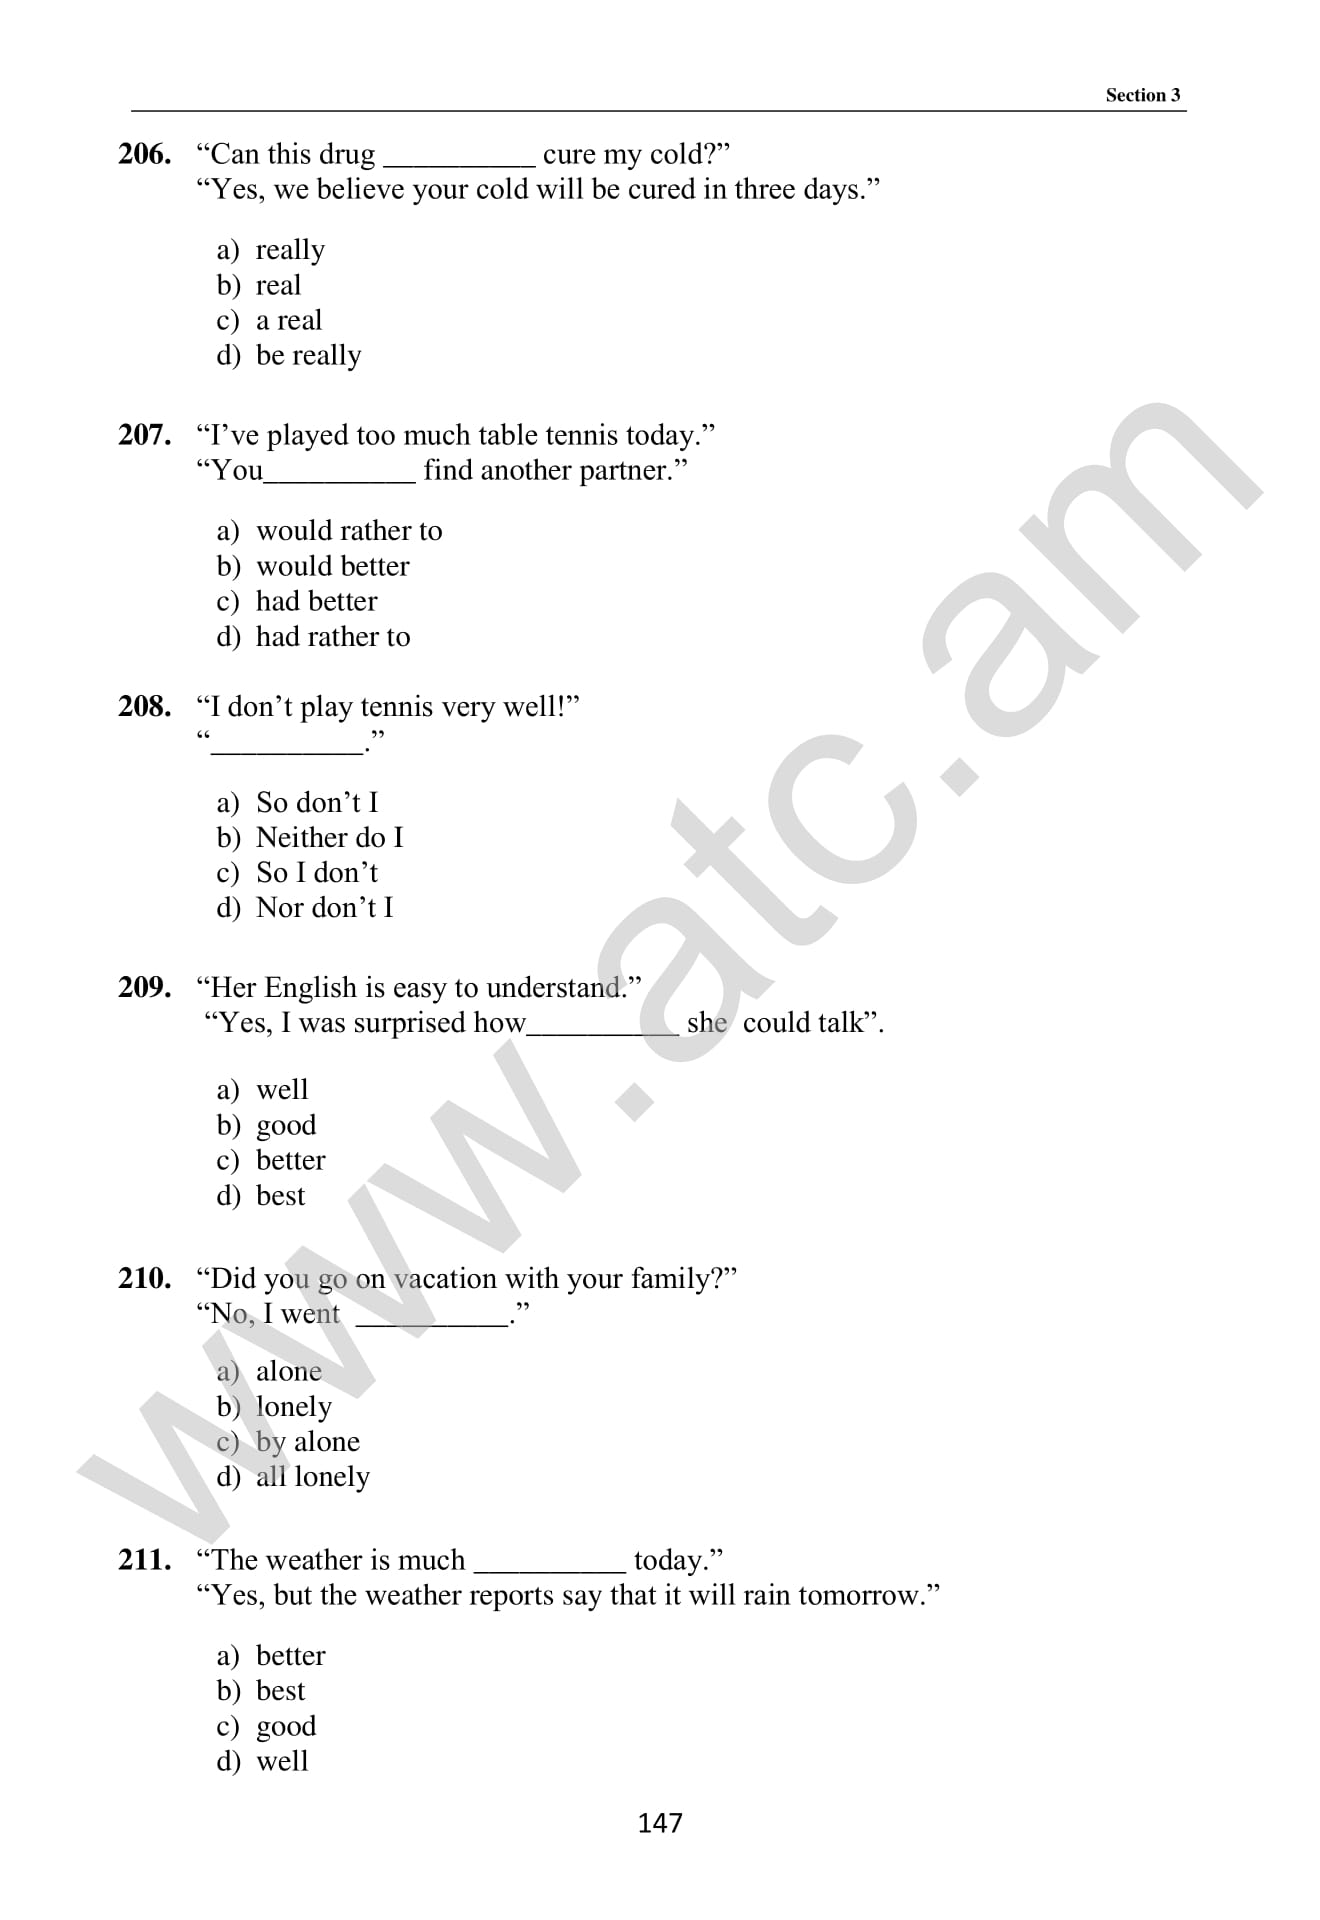 Section 3
206. “Can this drug __________ cure my cold?”
“Yes, we believe your cold will be cured in three days.”
a) really
b) real
c) a real
d) be really
207. “I’ve played too much table tennis today.”
“You__________ find another partner.”
a) would rather to
b) would better
c) had better
d) had rather to
208. “I don’t play tennis very well!”
“__________.”
a) So don’t I
b) Neither do I
c) So I don’t
d) Nor don’t I
209. “Her English is easy to understand.”
“Yes, I was surprised how__________ she could talk”.
a) well
b) good
c) better
d) best
210. “Did you go on vacation with your family?”
“No, I went __________.”
a) alone
b) lonely
c) by alone
d) all lonely
211. “The weather is much __________ today.”
“Yes, but the weather reports say that it will rain tomorrow.”
a) better
b) best
c) good
d) well
147
www.atc.am